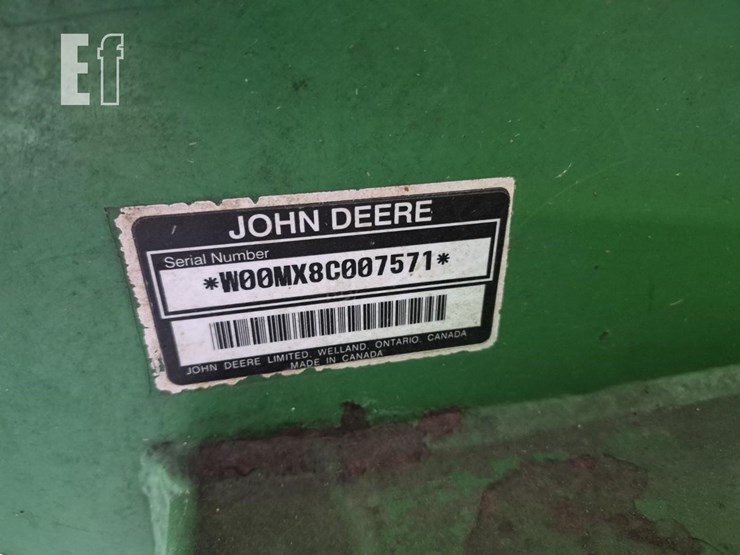 Ef
JOHN DEERE
Serial Number
*W00MX8C007571*
JOHN DEERE LIMITED, WELLAND, ONTARIO, CANADA
MADE IN CANADA